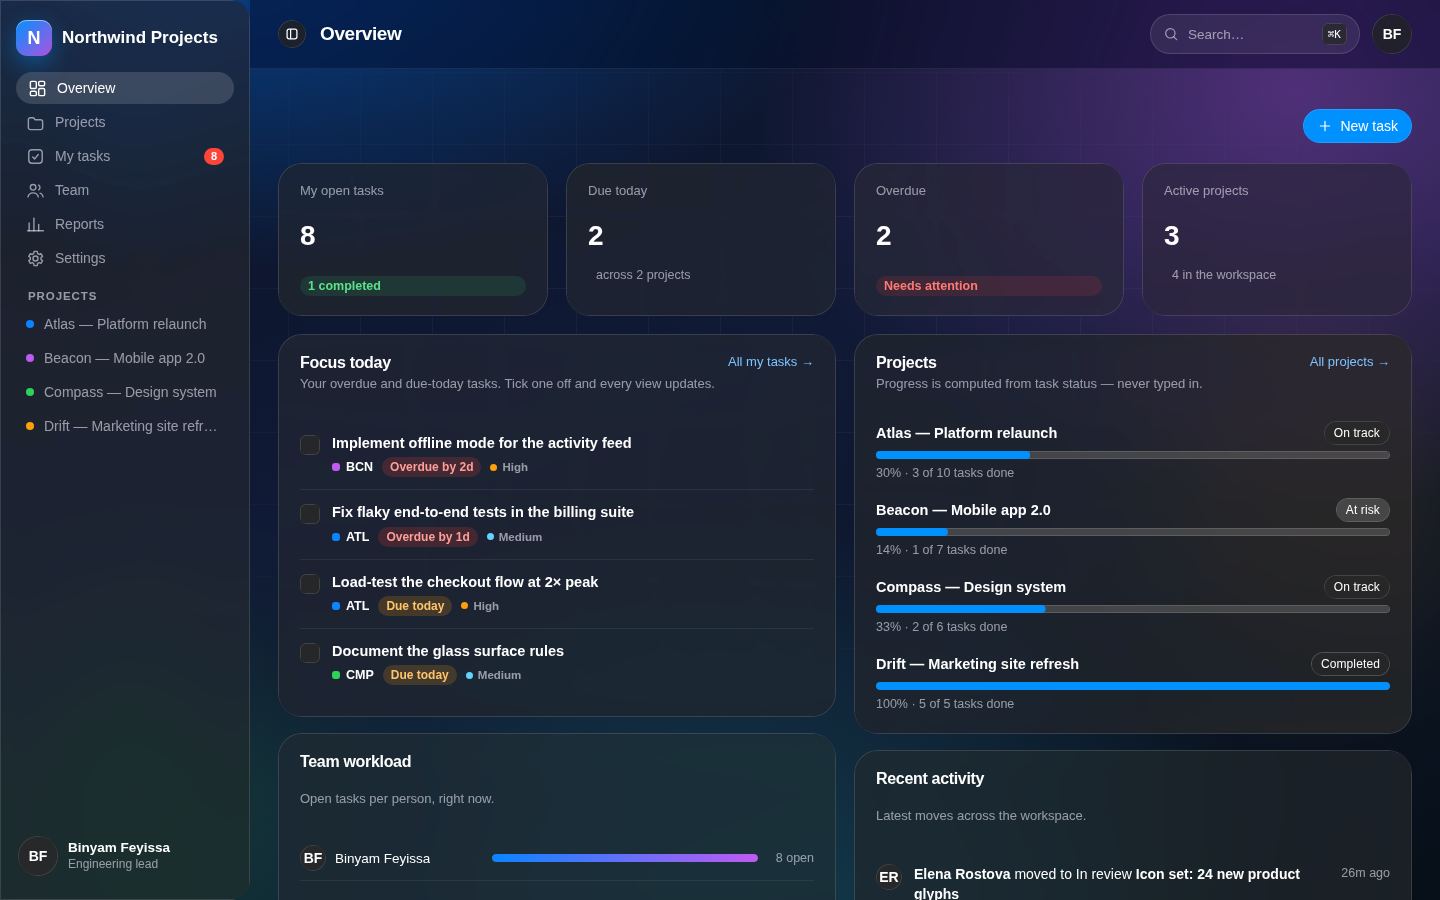 N Northwind Projects
Overview
Search… ⌘K
BF
Overview
Projects
My tasks 8
Team
Reports
Settings
PROJECTS
Atlas — Platform relaunch
Beacon — Mobile app 2.0
Compass — Design system
Drift — Marketing site refr…
BF Binyam Feyissa
Engineering lead
New task
My open tasks
8
1 completed
Due today
2
across 2 projects
Overdue
2
Needs attention
Active projects
3
4 in the workspace
Focus today
All my tasks →
Your overdue and due-today tasks. Tick one off and every view updates.
Implement offline mode for the activity feed
BCN Overdue by 2d High
Fix flaky end-to-end tests in the billing suite
ATL Overdue by 1d Medium
Load-test the checkout flow at 2× peak
ATL Due today High
Document the glass surface rules
CMP Due today Medium
Projects
All projects →
Progress is computed from task status — never typed in.
Atlas — Platform relaunch On track
30% · 3 of 10 tasks done
Beacon — Mobile app 2.0 At risk
14% · 1 of 7 tasks done
Compass — Design system On track
33% · 2 of 6 tasks done
Drift — Marketing site refresh Completed
100% · 5 of 5 tasks done
Team workload
Open tasks per person, right now.
BF Binyam Feyissa 8 open
Recent activity
Latest moves across the workspace.
ER Elena Rostova moved to In review Icon set: 24 new product 26m ago
glyphs